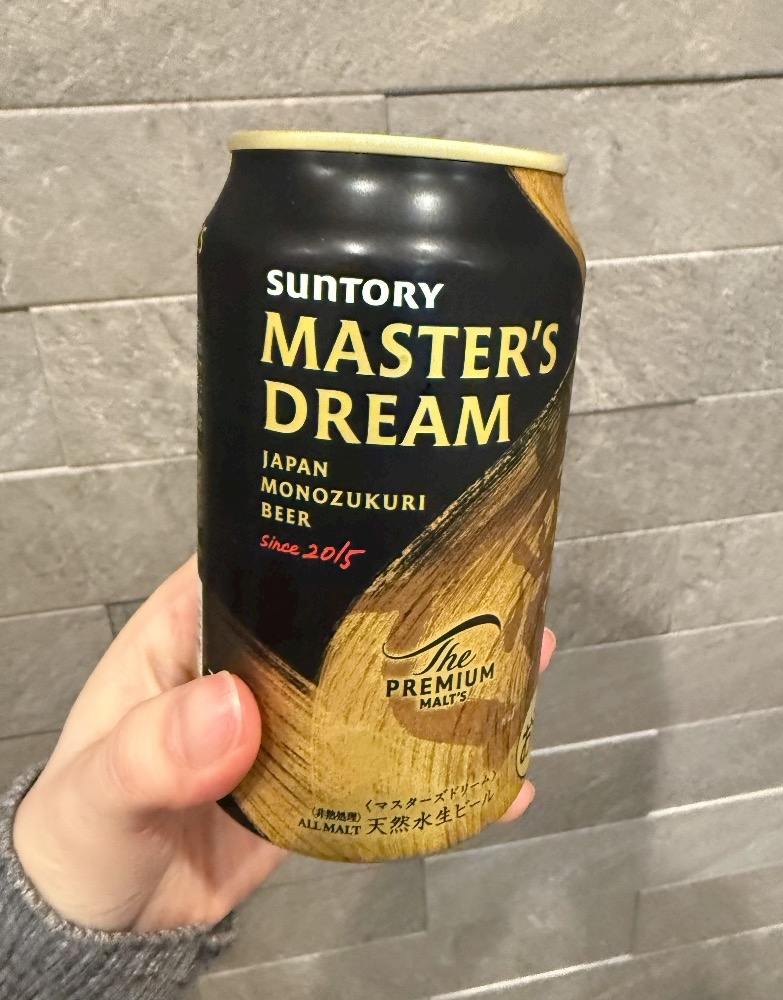 SUNTORY
MASTER'S
DREAM
JAPAN
MONOZUKURI
BEER
since 2015
The
PREMIUM
MALT'S
〈マスターズドリーム〉
(非熱処理)
ALL MALT 天然水生ビール